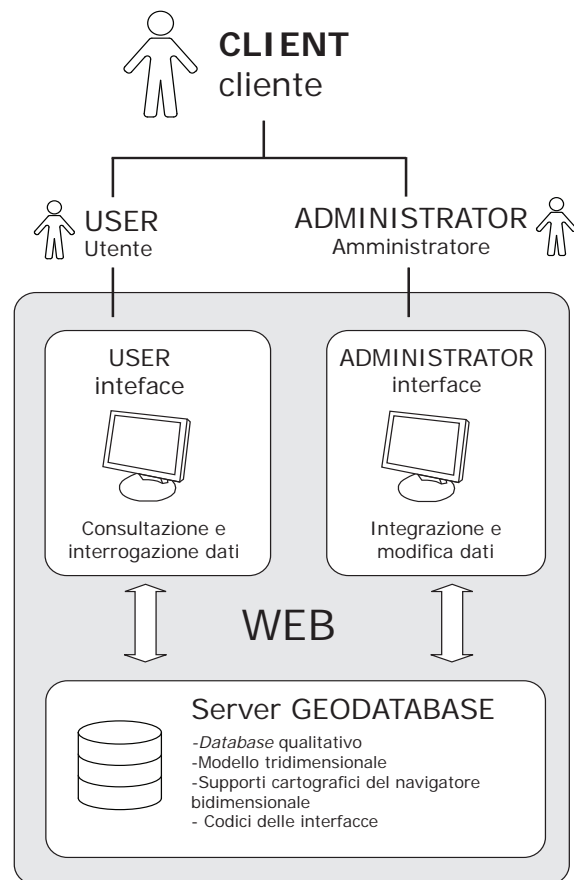 CLIENT
cliente
USER
Utente
ADMINISTRATOR
Amministratore
USER
inteface
Consultazione e
interrogazione dati
ADMINISTRATOR
interface
Integrazione e
modifica dati
WEB
Server GEODATABASE
-Database qualitativo
-Modello tridimensionale
-Supporti cartografici del navigatore
bidimensionale
- Codici delle interfacce